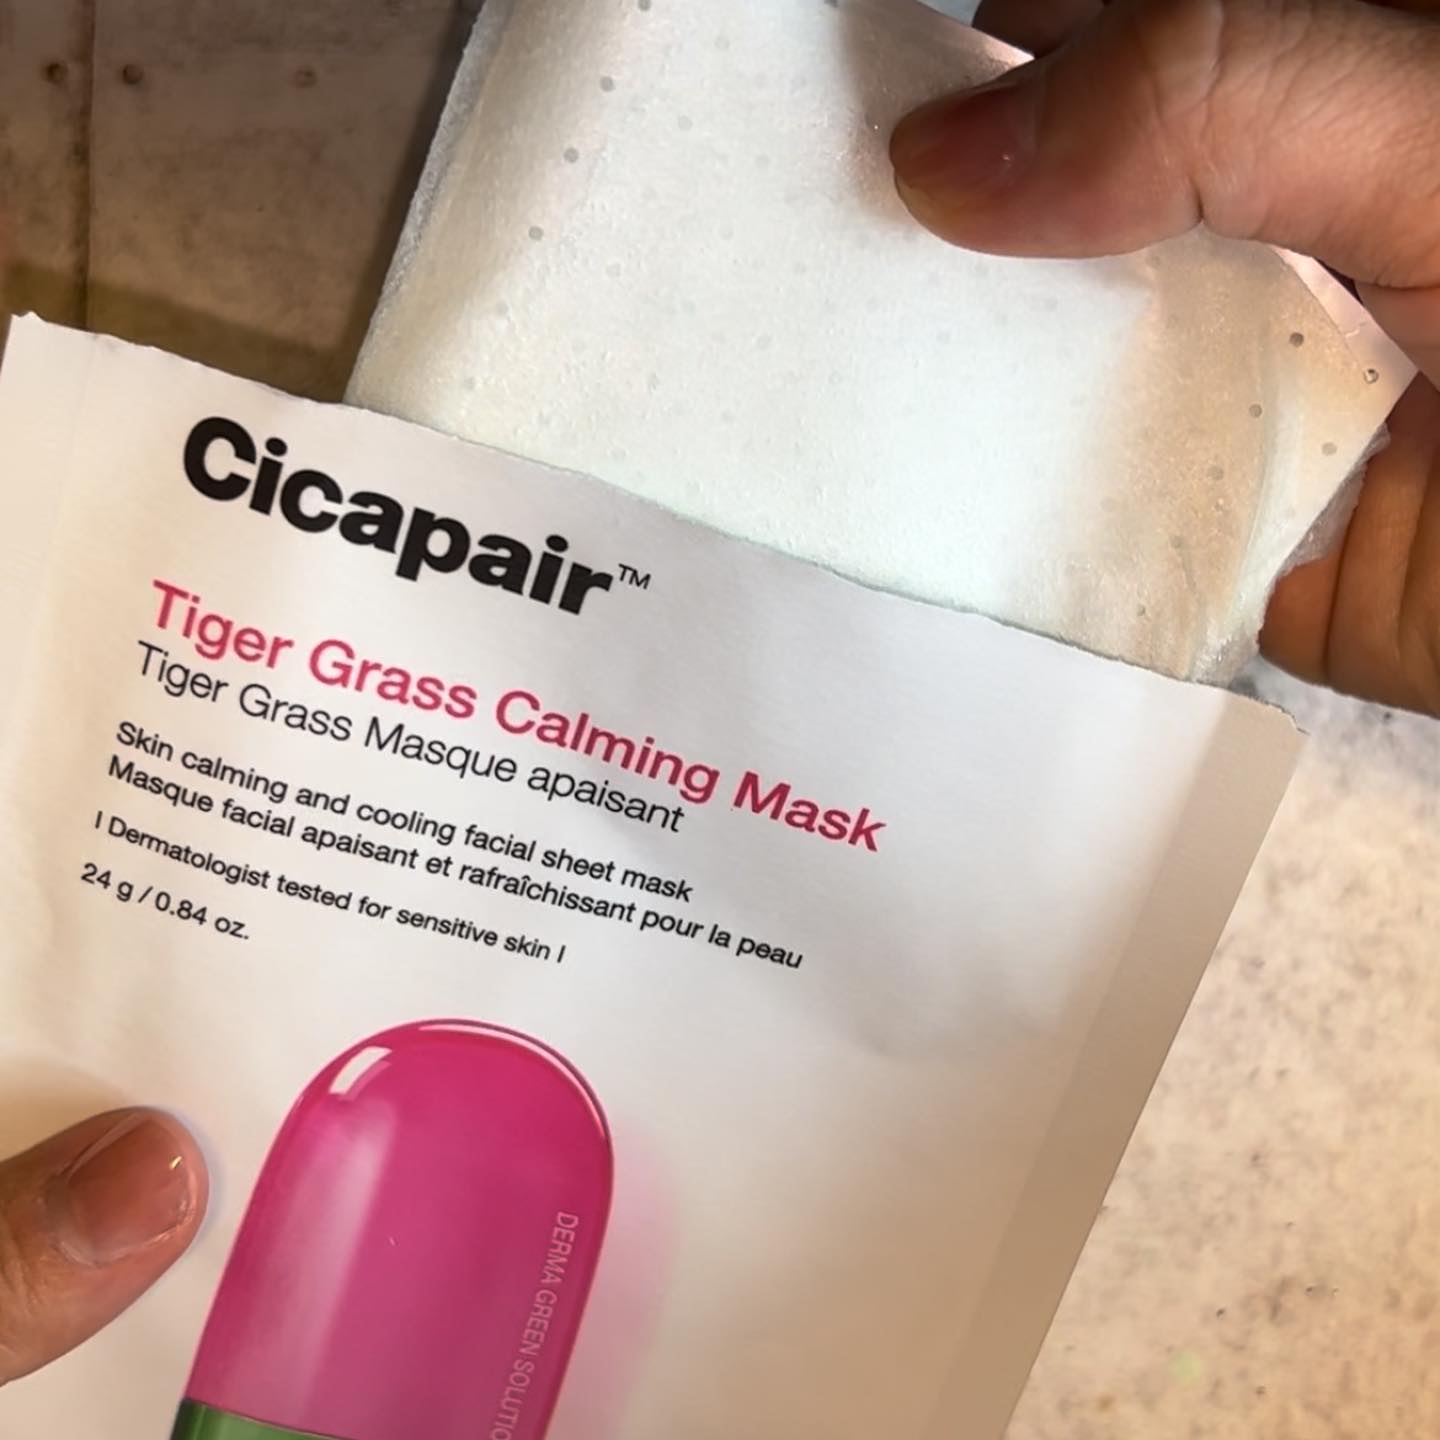 Cicapair™
Tiger Grass Calming Mask
Tiger Grass Masque apaisant
Skin calming and cooling facial sheet mask
Masque facial apaisant et rafraîchissant pour la peau
I Dermatologist tested for sensitive skin I
24 g / 0.84 oz.
DERMA GREEN SOLUTIO